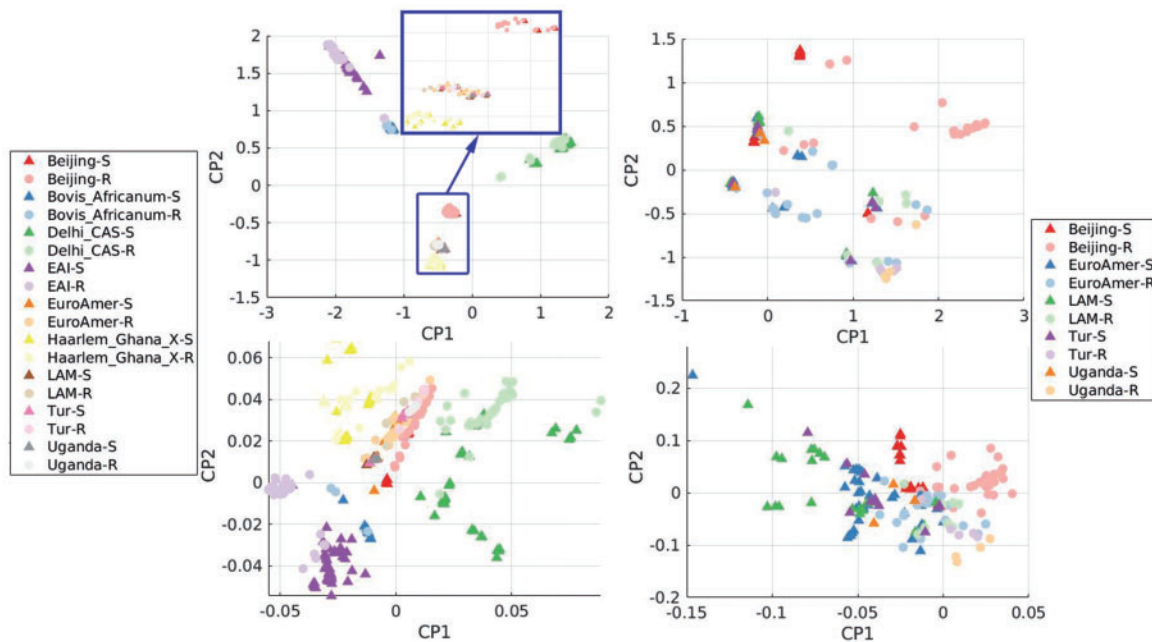 Beijing-S
Beijing-R
Bovis_Africanum-S
Bovis_Africanum-R
Delhi_CAS-S
Delhi_CAS-R
EAI-S
EAI-R
EuroAmer-S
EuroAmer-R
Haarlem_Ghana_X-S
Haarlem_Ghana_X-R
LAM-S
LAM-R
Tur-S
Tur-R
Uganda-S
Uganda-R
2
1.5
1
0.5
0
-0.5
-1
-1.5
CP2
-3
-2
-1
0
1
2
CP1
1.5
1
0.5
0
-0.5
-1
-1.5
CP2
-1
0
1
2
3
CP1
0.06
0.04
0.02
0
-0.02
-0.04
CP2
-0.05
0
0.05
CP1
0.2
0.1
0
-0.1
-0.2
CP2
-0.15
-0.1
-0.05
0
0.05
CP1
Beijing-S
Beijing-R
EuroAmer-S
EuroAmer-R
LAM-S
LAM-R
Tur-S
Tur-R
Uganda-S
Uganda-R